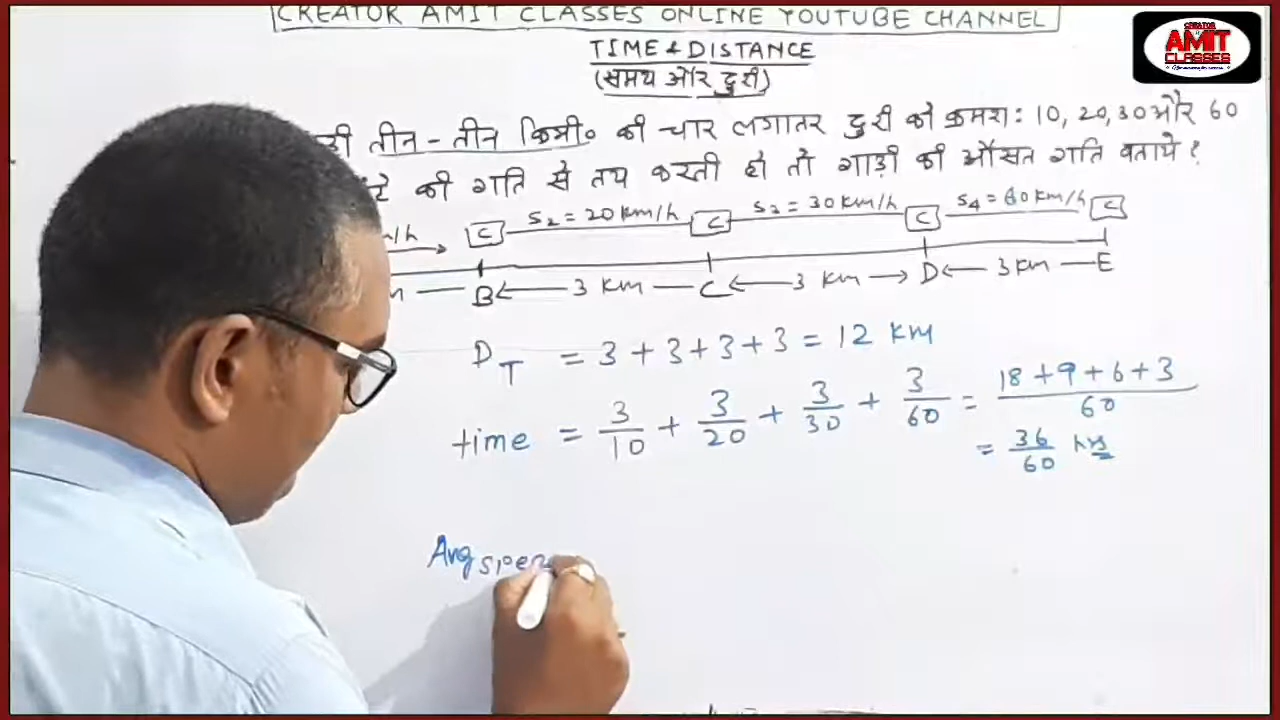 CREATOR AMIT CLASSES ONLINE YOUTUBE CHANNEL
CREATOR
AMIT
CLASSES
TIME & DISTANCE
(समय और दुरी)
तीन - तीन किमी० की चार लगातार दुरी को क्रमश: 10, 20, 30 और 60
की गति से तय करती हो तो गाड़ी की औसत गति बताये ?
/h C S₂ = 20 km/h C S₃ = 30 km/h C S₄ = 60 km/h C
m B 3 km C 3 km D 3 km E
D_T = 3 + 3 + 3 + 3 = 12 km
time = 3/10 + 3/20 + 3/30 + 3/60 = 18 + 9 + 6 + 3 / 60
= 36/60 hrs
Avg spee